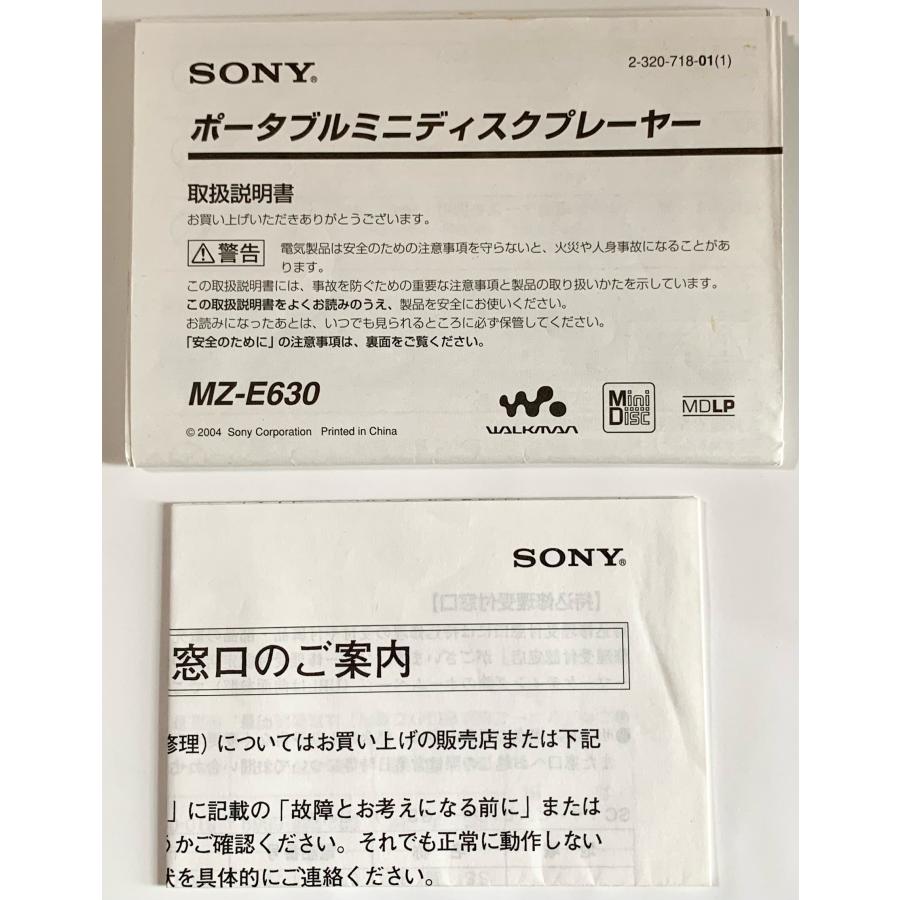 SONY®
2-320-718-01(1)
ポータブルミニディスクプレーヤー
取扱説明書
お買い上げいただきありがとうございます。
警告
電気製品は安全のための注意事項を守らないと、火災や人身事故になることがあ
ります。
この取扱説明書には、事故を防ぐための重要な注意事項と製品の取り扱いかたを示しています。
この取扱説明書をよくお読みのうえ、製品を安全にお使いください。
お読みになったあとは、いつでも見られるところに必ず保管してください。
「安全のために」の注意事項は、裏面をご覧ください。
MZ-E630
WALKMAN
Mini
Disc
MDLP
© 2004 Sony Corporation Printed in China
SONY®
窓口のご案内
修理）についてはお買い上げの販売店または下記
」に記載の「故障とお考えになる前に」または
うかご確認ください。それでも正常に動作しない
状を具体的にご連絡ください。